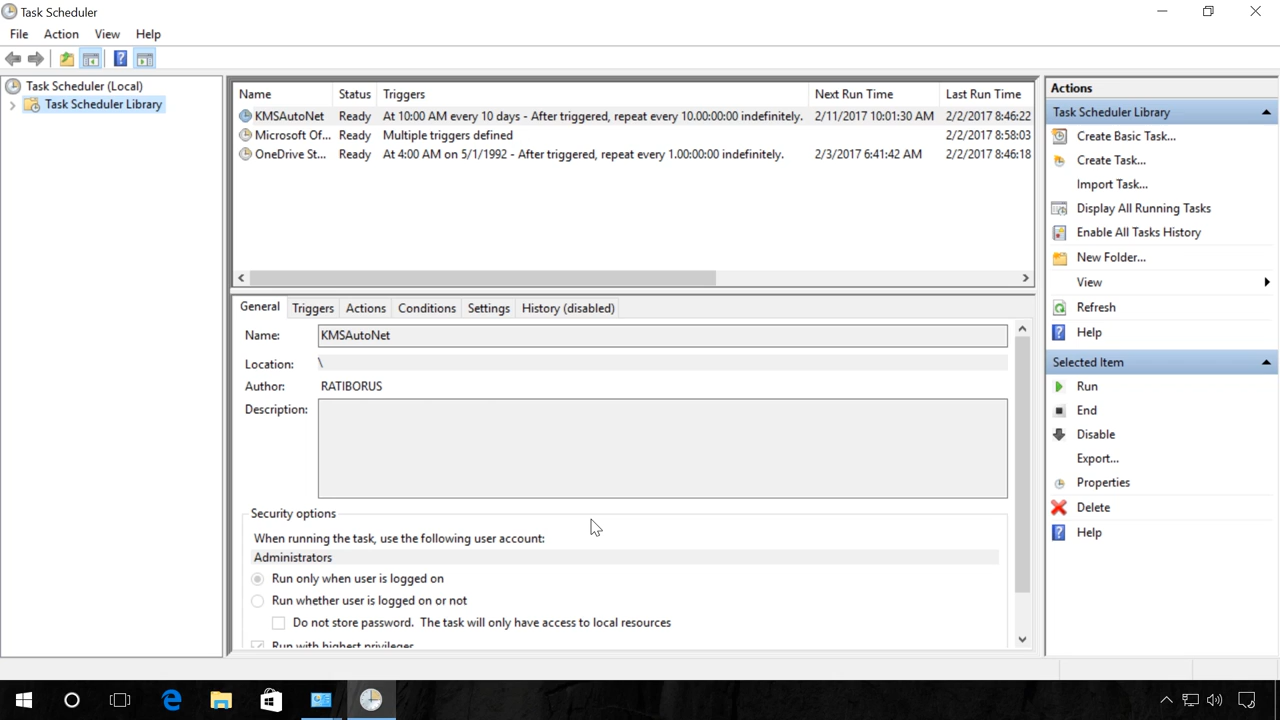 Task Scheduler
File Action View Help
Task Scheduler (Local)
Task Scheduler Library
Name Status Triggers Next Run Time Last Run Time
KMSAutoNet Ready At 10:00 AM every 10 days - After triggered, repeat every 10.00:00:00 indefinitely. 2/11/2017 10:01:30 AM 2/2/2017 8:46:22
Microsoft Of... Ready Multiple triggers defined 2/2/2017 8:58:03
OneDrive St... Ready At 4:00 AM on 5/1/1992 - After triggered, repeat every 1.00:00:00 indefinitely. 2/3/2017 6:41:42 AM 2/2/2017 8:46:18
General Triggers Actions Conditions Settings History (disabled)
Name: KMSAutoNet
Location: \
Author: RATIBORUS
Description:
Security options
When running the task, use the following user account:
Administrators
Run only when user is logged on
Run whether user is logged on or not
Do not store password. The task will only have access to local resources
Run with highest privileges
Actions
Task Scheduler Library
Create Basic Task...
Create Task...
Import Task...
Display All Running Tasks
Enable All Tasks History
New Folder...
View
Refresh
Help
Selected Item
Run
End
Disable
Export...
Properties
Delete
Help